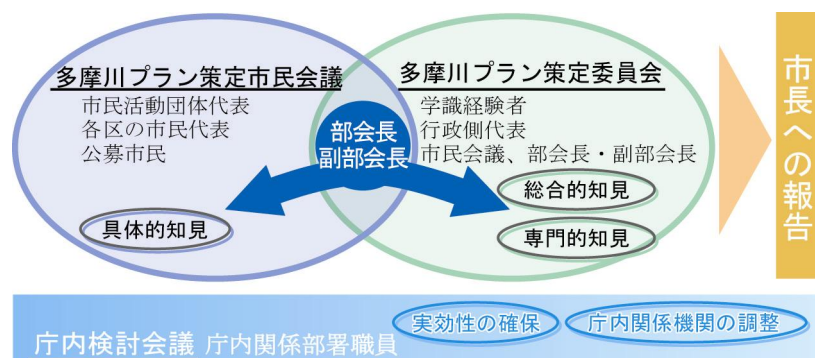 多摩川プラン策定市民会議
市民活動団体代表
各区の市民代表
公募市民
具体的知見
部会長
副部会長
多摩川プラン策定委員会
学識経験者
行政側代表
市民会議、部会長・副部会長
総合的知見
専門的知見
市長への報告
庁内検討会議 庁内関係部署職員
実効性の確保
庁内関係機関の調整